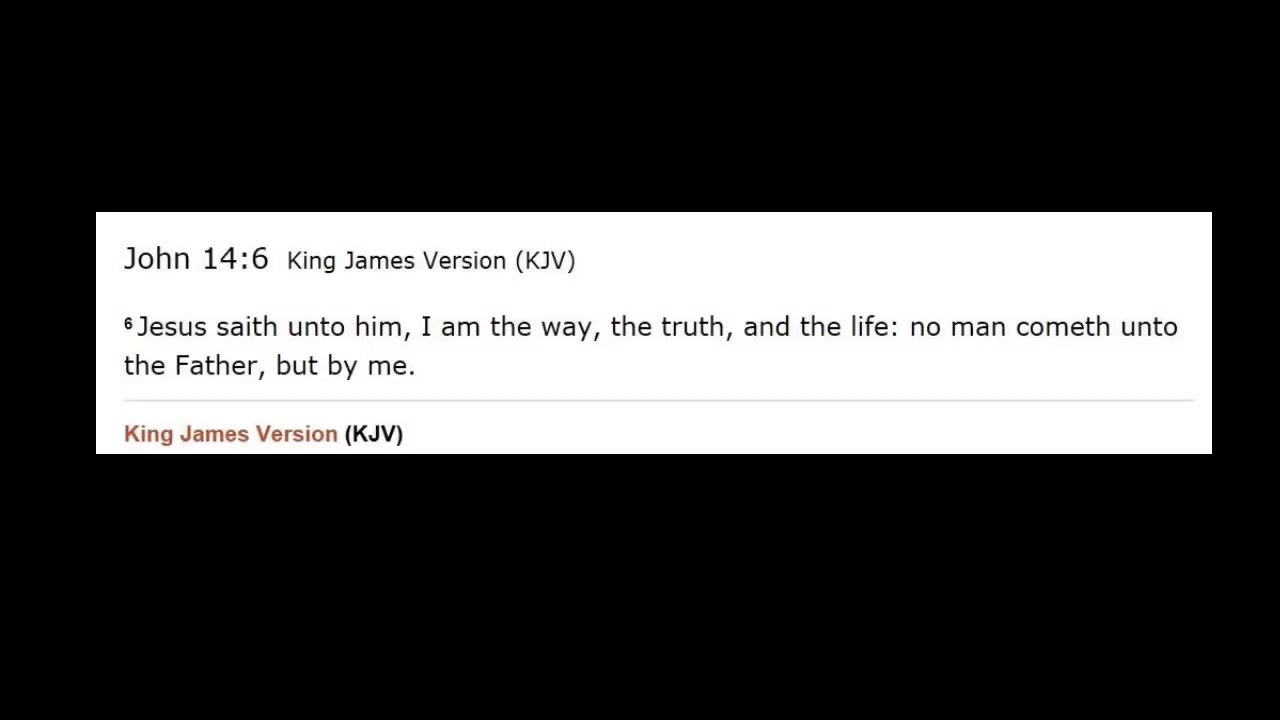 John 14:6 King James Version (KJV)
6 Jesus saith unto him, I am the way, the truth, and the life: no man cometh unto
the Father, but by me.
King James Version (KJV)